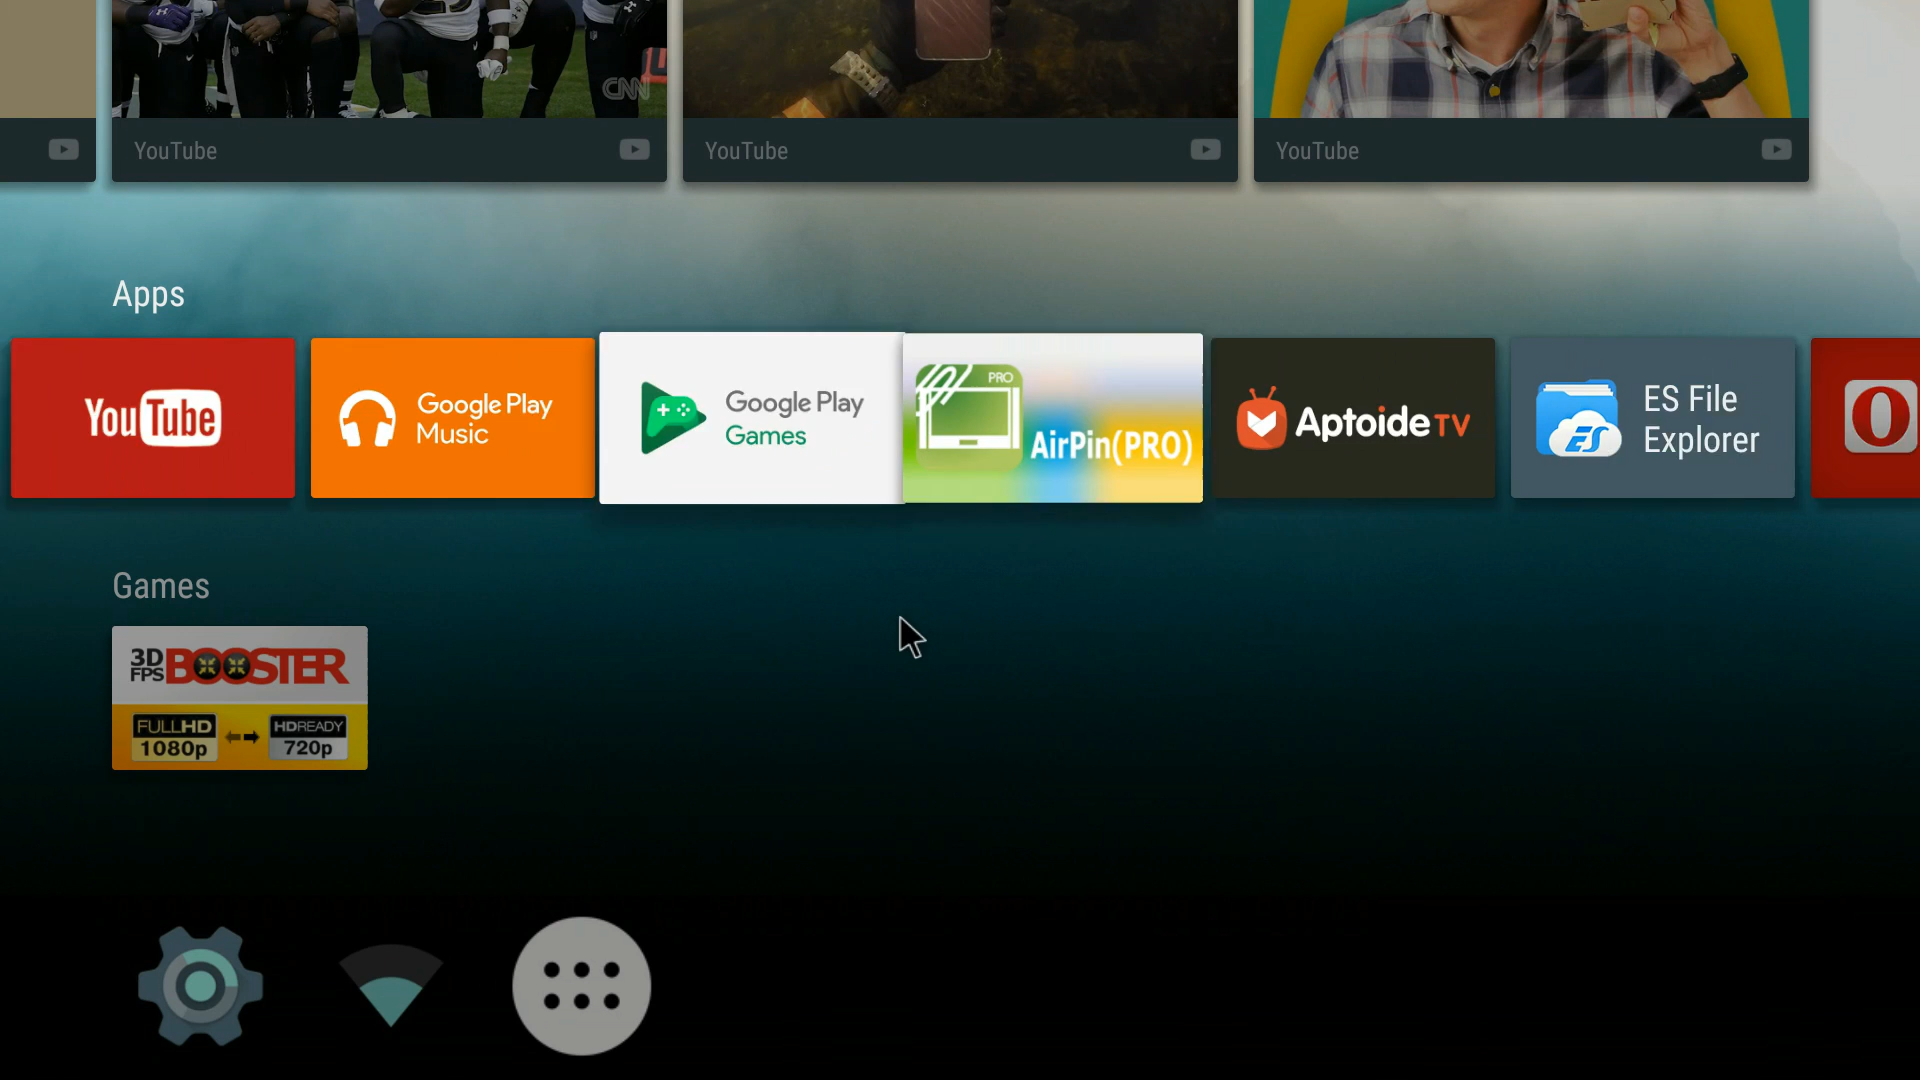 CNN
YouTube
YouTube
YouTube
Apps
YouTube
Google Play
Music
Google Play
Games
PRO
AirPin(PRO)
Aptoide TV
ES File
Explorer
ES
Games
3D
FPS
BOOSTER
FULLHD
1080p
HDREADY
720p